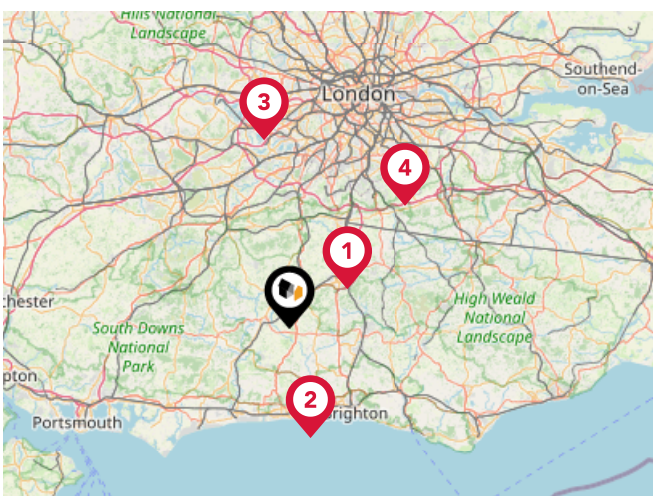 Hills National
Landscape
Southend-
on-Sea
London
3
4
1
chester
High Weald
National
Landscape
South Downs
National
Park
pton
2
righton
Portsmouth